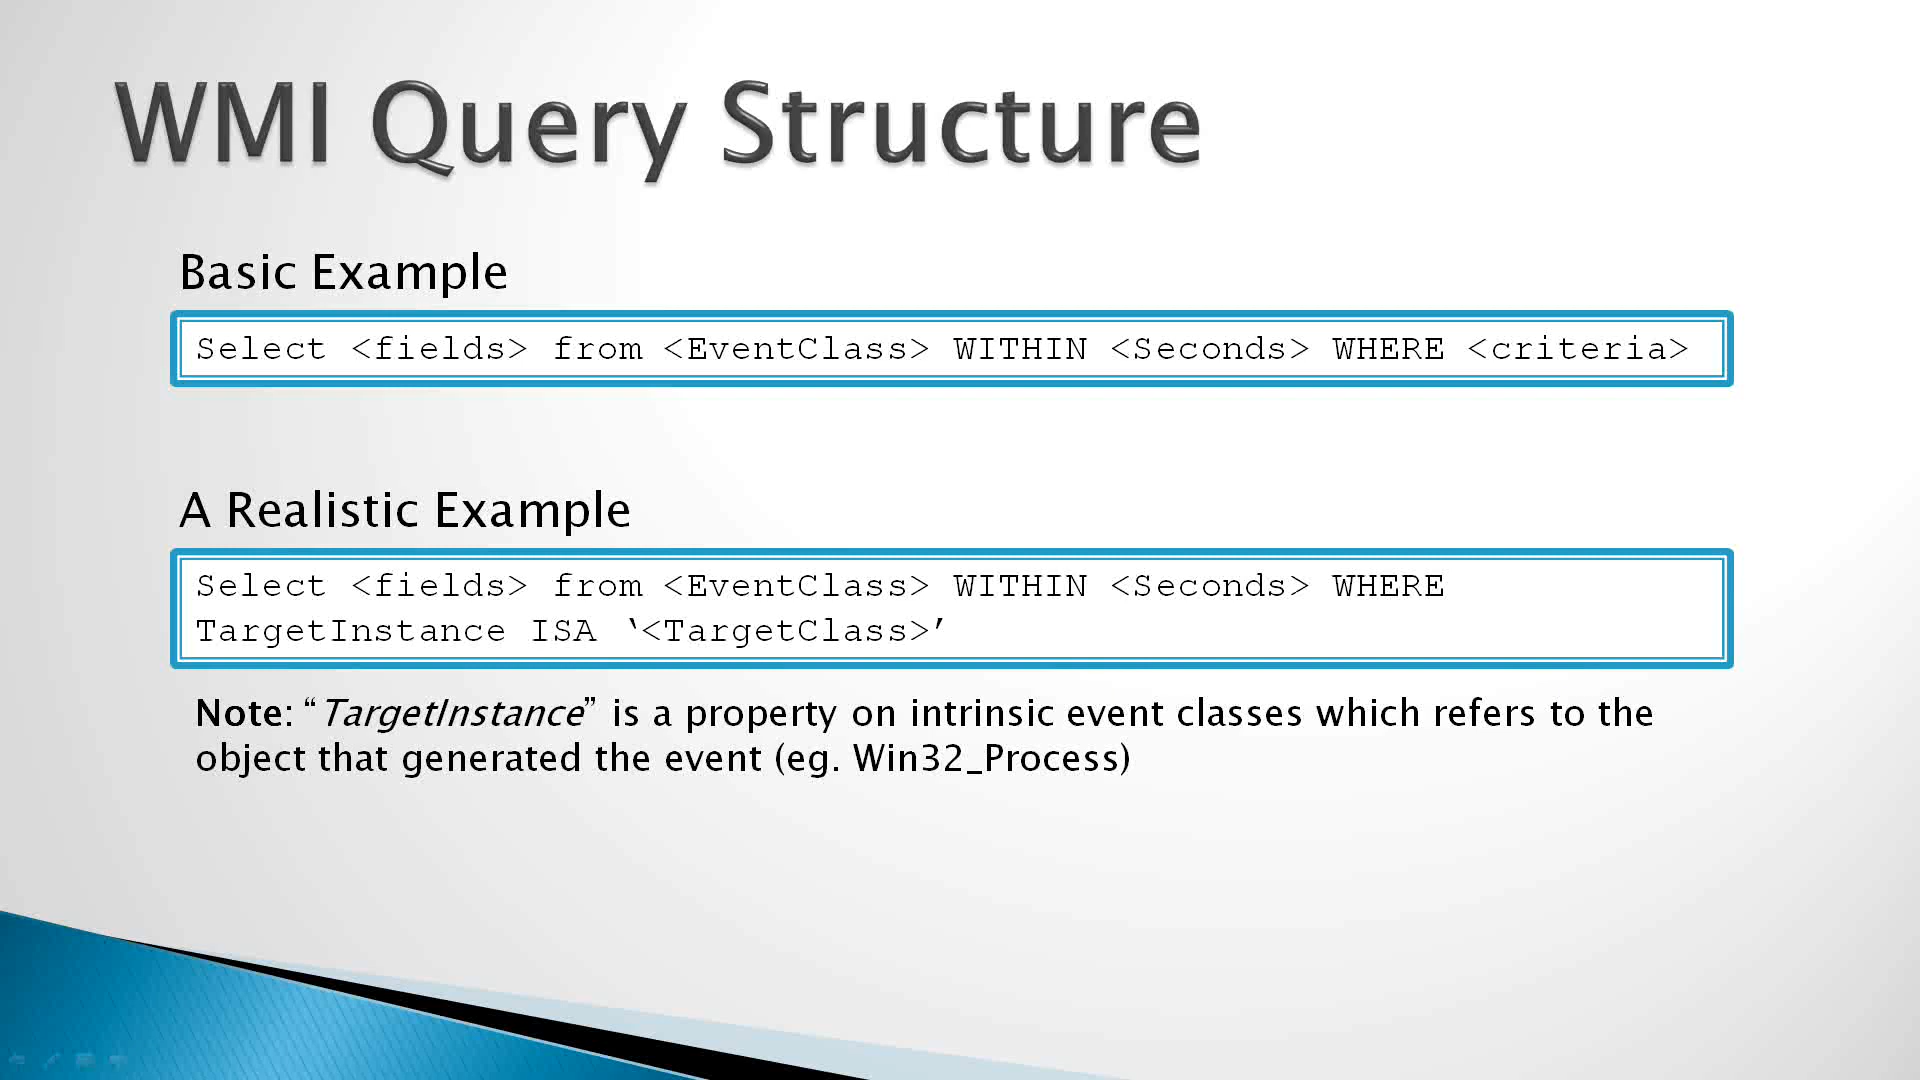 WMI Query Structure
Basic Example
Select <fields> from <EventClass> WITHIN <Seconds> WHERE <criteria>
A Realistic Example
Select <fields> from <EventClass> WITHIN <Seconds> WHERE
TargetInstance ISA ‘<TargetClass>’
Note: “TargetInstance” is a property on intrinsic event classes which refers to the
object that generated the event (eg. Win32_Process)